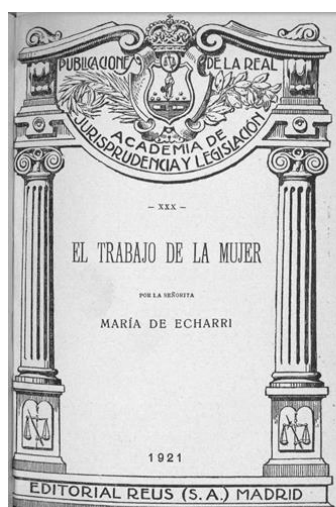 PUBLICACIONES DE LA REAL
ACADEMIA DE
JURISPRUDENCIA Y LEGISLACIÓN
– XXX –
EL TRABAJO DE LA MUJER
POR LA SEÑORITA
MARÍA DE ECHARRI
1921
EDITORIAL REUS (S. A.) MADRID